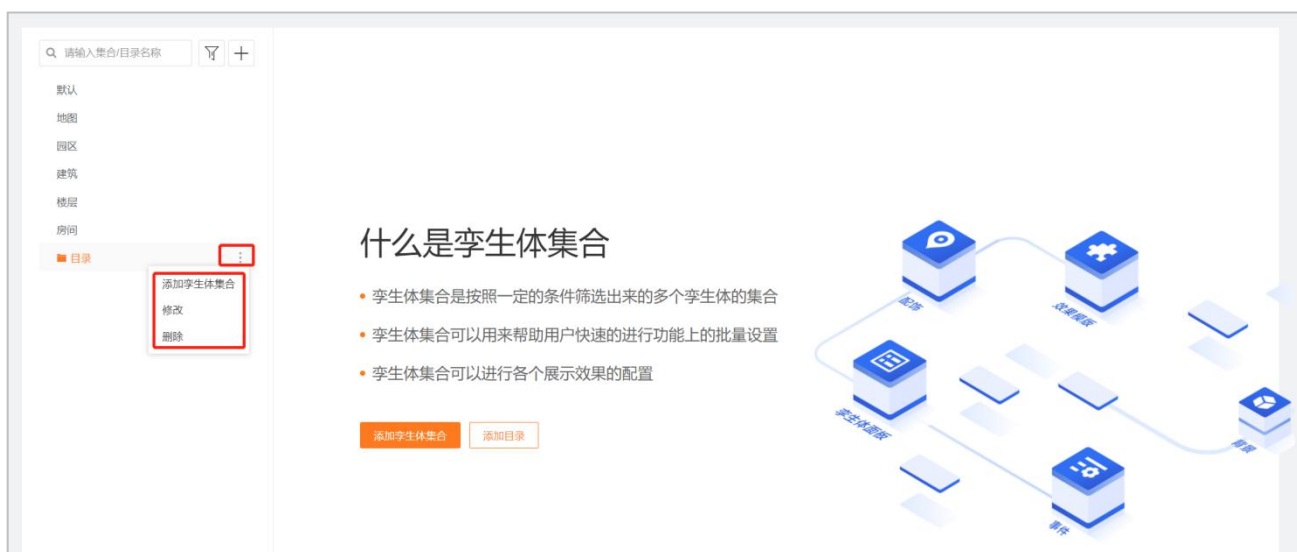 请输入集合/目录名称
默认
地图
园区
建筑
楼层
房间
目录
添加孪生体集合
修改
删除
什么是孪生体集合
孪生体集合是按照一定的条件筛选出来的多个孪生体的集合
孪生体集合可以用来帮助用户快速的进行功能上的批量设置
孪生体集合可以进行各个展示效果的配置
添加孪生体集合
添加目录
配饰
效果模板
孪生体面板
背景
事件